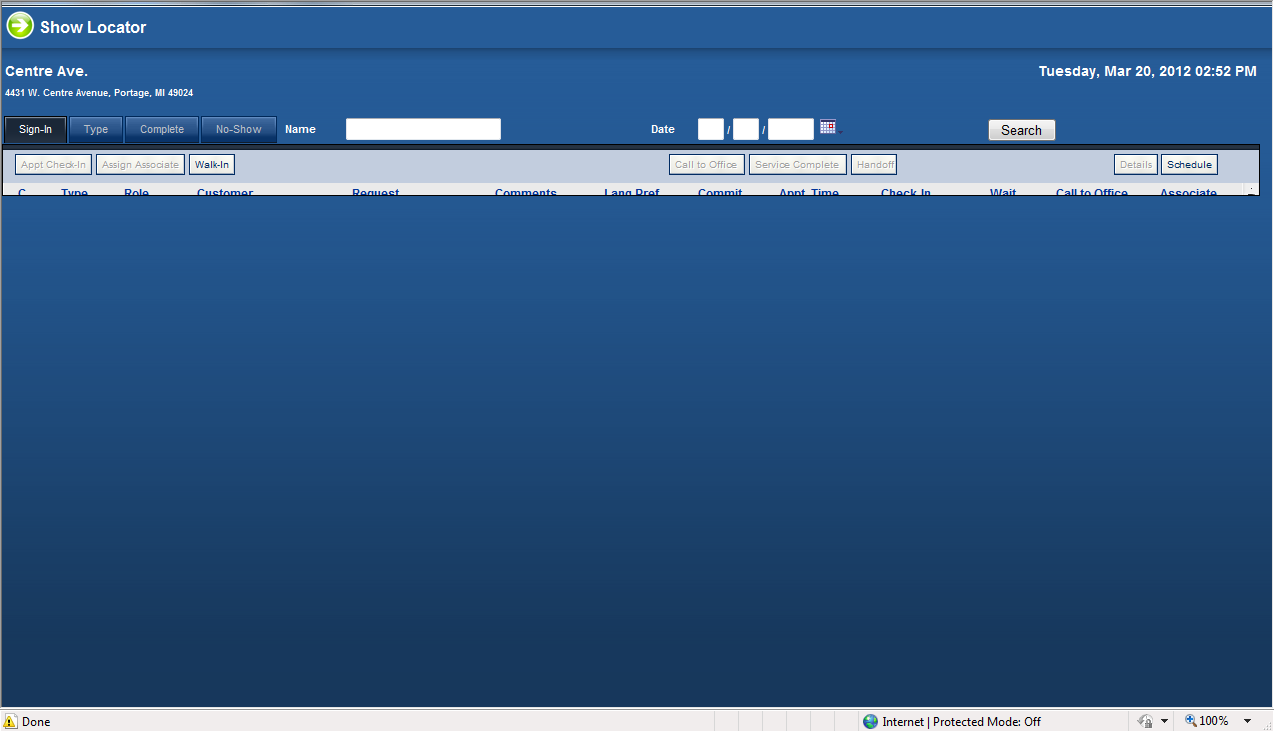 Show Locator
Centre Ave. Tuesday, Mar 20, 2012 02:52 PM
4431 W. Centre Avenue, Portage, MI 49024
Sign-In Type Complete No-Show Name Date / / Search
Appt Check-In Assign Associate Walk-In Call to Office Service Complete Handoff Details Schedule
C Type Role Customer Request Comments Lang Pref Commit Appt. Time Check In Wait Call to Office Associate
Done Internet | Protected Mode: Off 100%